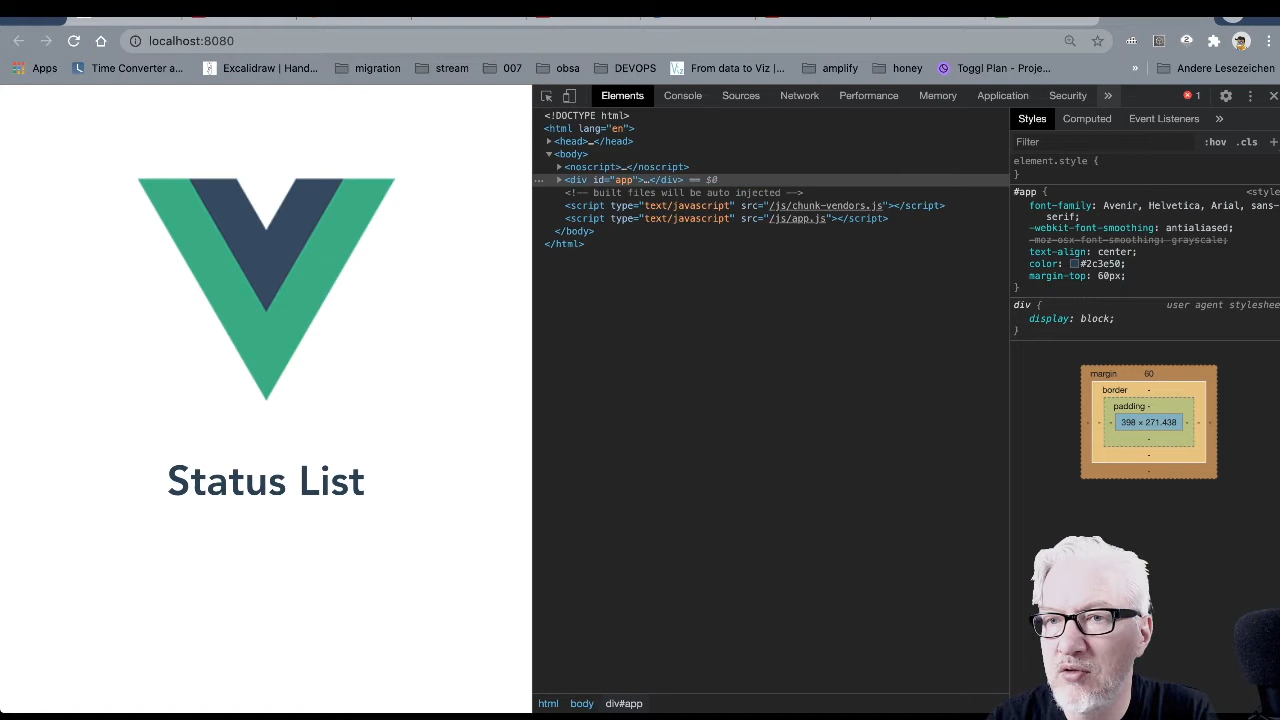 localhost:8080
Apps Time Converter a... Excalidraw | Hand... migration stream 007 obsa DEVOPS From data to Viz |... amplify honey Toggl Plan - Proje... » Andere Lesezeichen
Elements Console Sources Network Performance Memory Application Security » 1
<!DOCTYPE html>
<html lang="en">
<head>…</head>
<body>
<noscript>…</noscript>
<div id="app">…</div> == $0
<!-- built files will be auto injected -->
<script type="text/javascript" src="/js/chunk-vendors.js"></script>
<script type="text/javascript" src="/js/app.js"></script>
</body>
</html>
html body div#app
Styles Computed Event Listeners »
Filter :hov .cls +
element.style {
}
#app { <style
font-family: Avenir, Helvetica, Arial, sans-
serif;
-webkit-font-smoothing: antialiased;
-moz-osx-font-smoothing: grayscale;
text-align: center;
color: #2c3e50;
margin-top: 60px;
}
div { user agent styleshee
display: block;
}
margin 60
border -
padding -
- - - 398 × 271.438 - - -
-
-
-
Status List